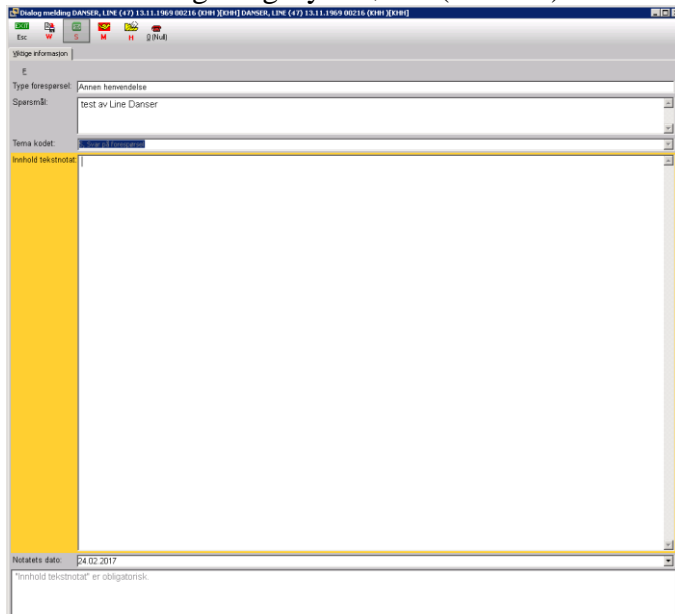 Dialog melding DANSER, LINE (47) 13.11.1969 00216 (KHH )[KHH] DANSER, LINE (47) 13.11.1969 00216 (KHH )[KHH]
Esc W S M H 0 (Null)
Viktige informasjon
Type forespørsel: Annen henvendelse
Spørsmål: test av Line Danser
Tema kodet: Svar på forespørsel
Innhold tekstnotat
Notatets dato: 24.02.2017
"Innhold tekstnotat" er obligatorisk.